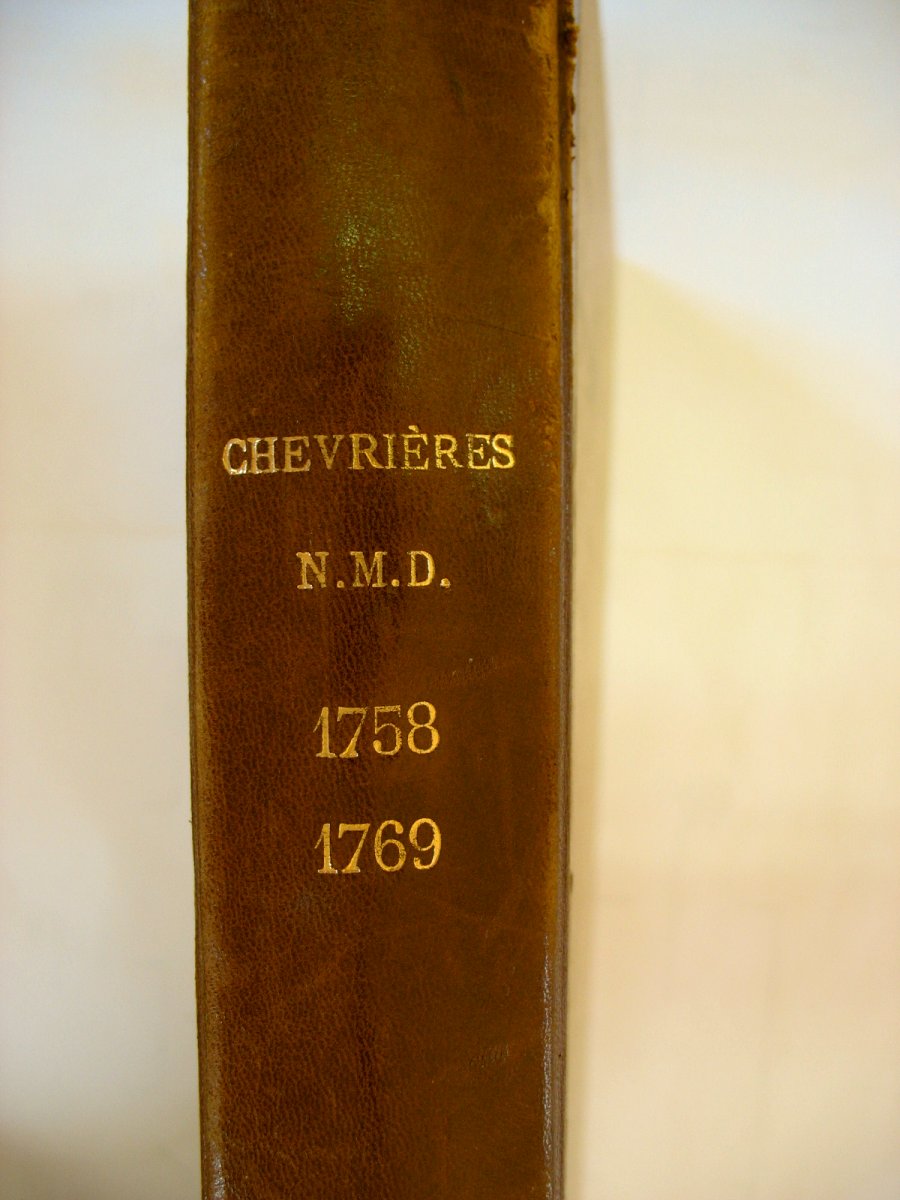 CHEVRIÈRES
N.M.D.
1758
1769